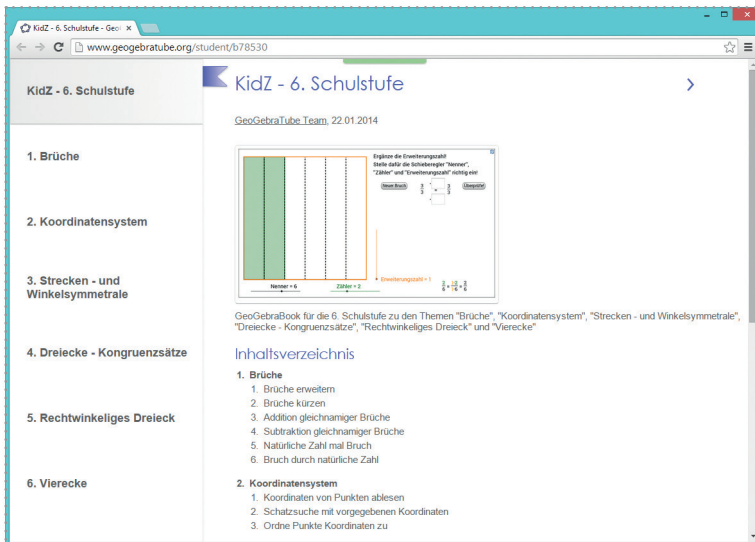 KidZ - 6. Schulstufe - Geo
www.geogebratube.org/student/b78530
KidZ - 6. Schulstufe
1. Brüche
2. Koordinatensystem
3. Strecken - und
Winkelsymmetrale
4. Dreiecke - Kongruenzsätze
5. Rechtwinkeliges Dreieck
6. Vierecke
KidZ - 6. Schulstufe
GeoGebraTube Team, 22.01.2014
Ergänze die Erweiterungszahl!
Stelle dafür die Schieberegler "Nenner",
"Zähler" und "Erweiterungszahl" richtig ein!
Neuer Bruch
Überprüfe!
Erweiterungszahl = 1
Nenner = 6
Zähler = 2
GeoGebraBook für die 6. Schulstufe zu den Themen "Brüche", "Koordinatensystem", "Strecken - und Winkelsymmetrale",
"Dreiecke - Kongruenzsätze", "Rechtwinkeliges Dreieck" und "Vierecke"
Inhaltsverzeichnis
1. Brüche
1. Brüche erweitern
2. Brüche kürzen
3. Addition gleichnamiger Brüche
4. Subtraktion gleichnamiger Brüche
5. Natürliche Zahl mal Bruch
6. Bruch durch natürliche Zahl
2. Koordinatensystem
1. Koordinaten von Punkten ablesen
2. Schatzsuche mit vorgegebenen Koordinaten
3. Ordne Punkte Koordinaten zu